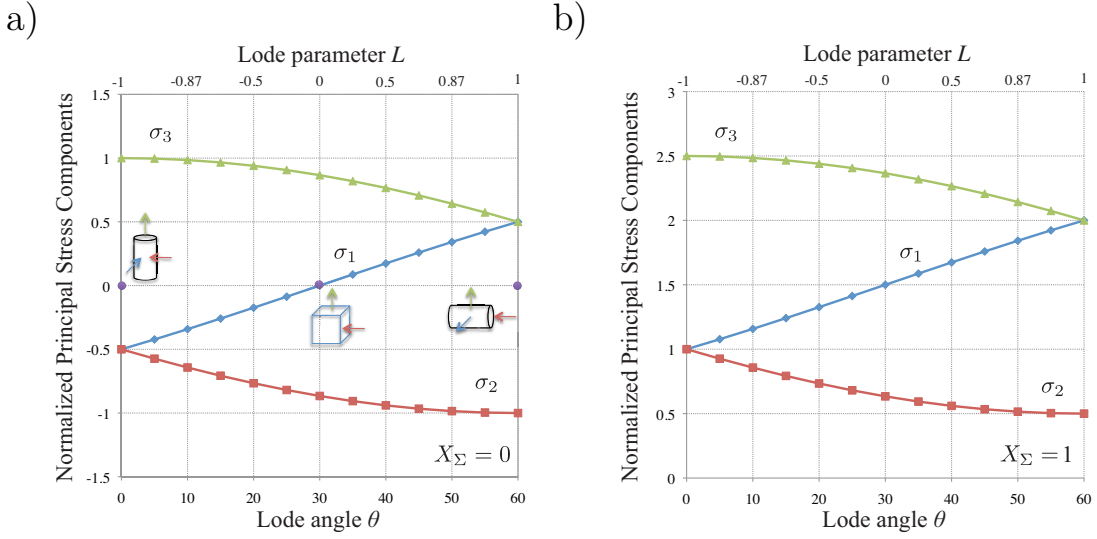 a)
Lode parameter L
-1 -0.87 -0.5 0 0.5 0.87 1
Normalized Principal Stress Components
1.5
1
0.5
0
-0.5
-1
-1.5
σ₃
σ₁
σ₂
X_Σ = 0
0 10 20 30 40 50 60
Lode angle θ
b)
Lode parameter L
-1 -0.87 -0.5 0 0.5 0.87 1
Normalized Principal Stress Components
3
2.5
2
1.5
1
0.5
0
σ₃
σ₁
σ₂
X_Σ = 1
0 10 20 30 40 50 60
Lode angle θ